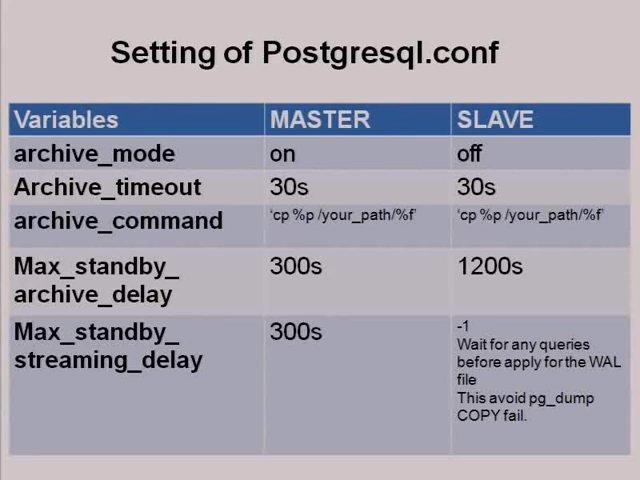 Setting of Postgresql.conf
Variables MASTER SLAVE
archive_mode on off
Archive_timeout 30s 30s
archive_command ‘cp %p /your_path/%f’ ‘cp %p /your_path/%f’
Max_standby_ 300s 1200s
archive_delay
Max_standby_ 300s -1
streaming_delay Wait for any queries
before apply for the WAL
file
This avoid pg_dump
COPY fail.